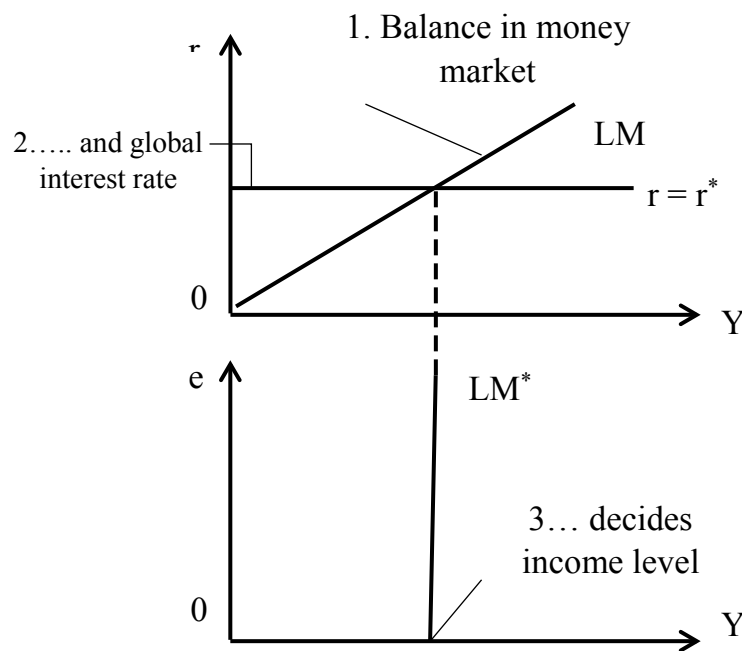 1. Balance in money
market
LM
2….. and global
interest rate
r = r*
0
Y
e
LM*
3… decides
income level
0
Y